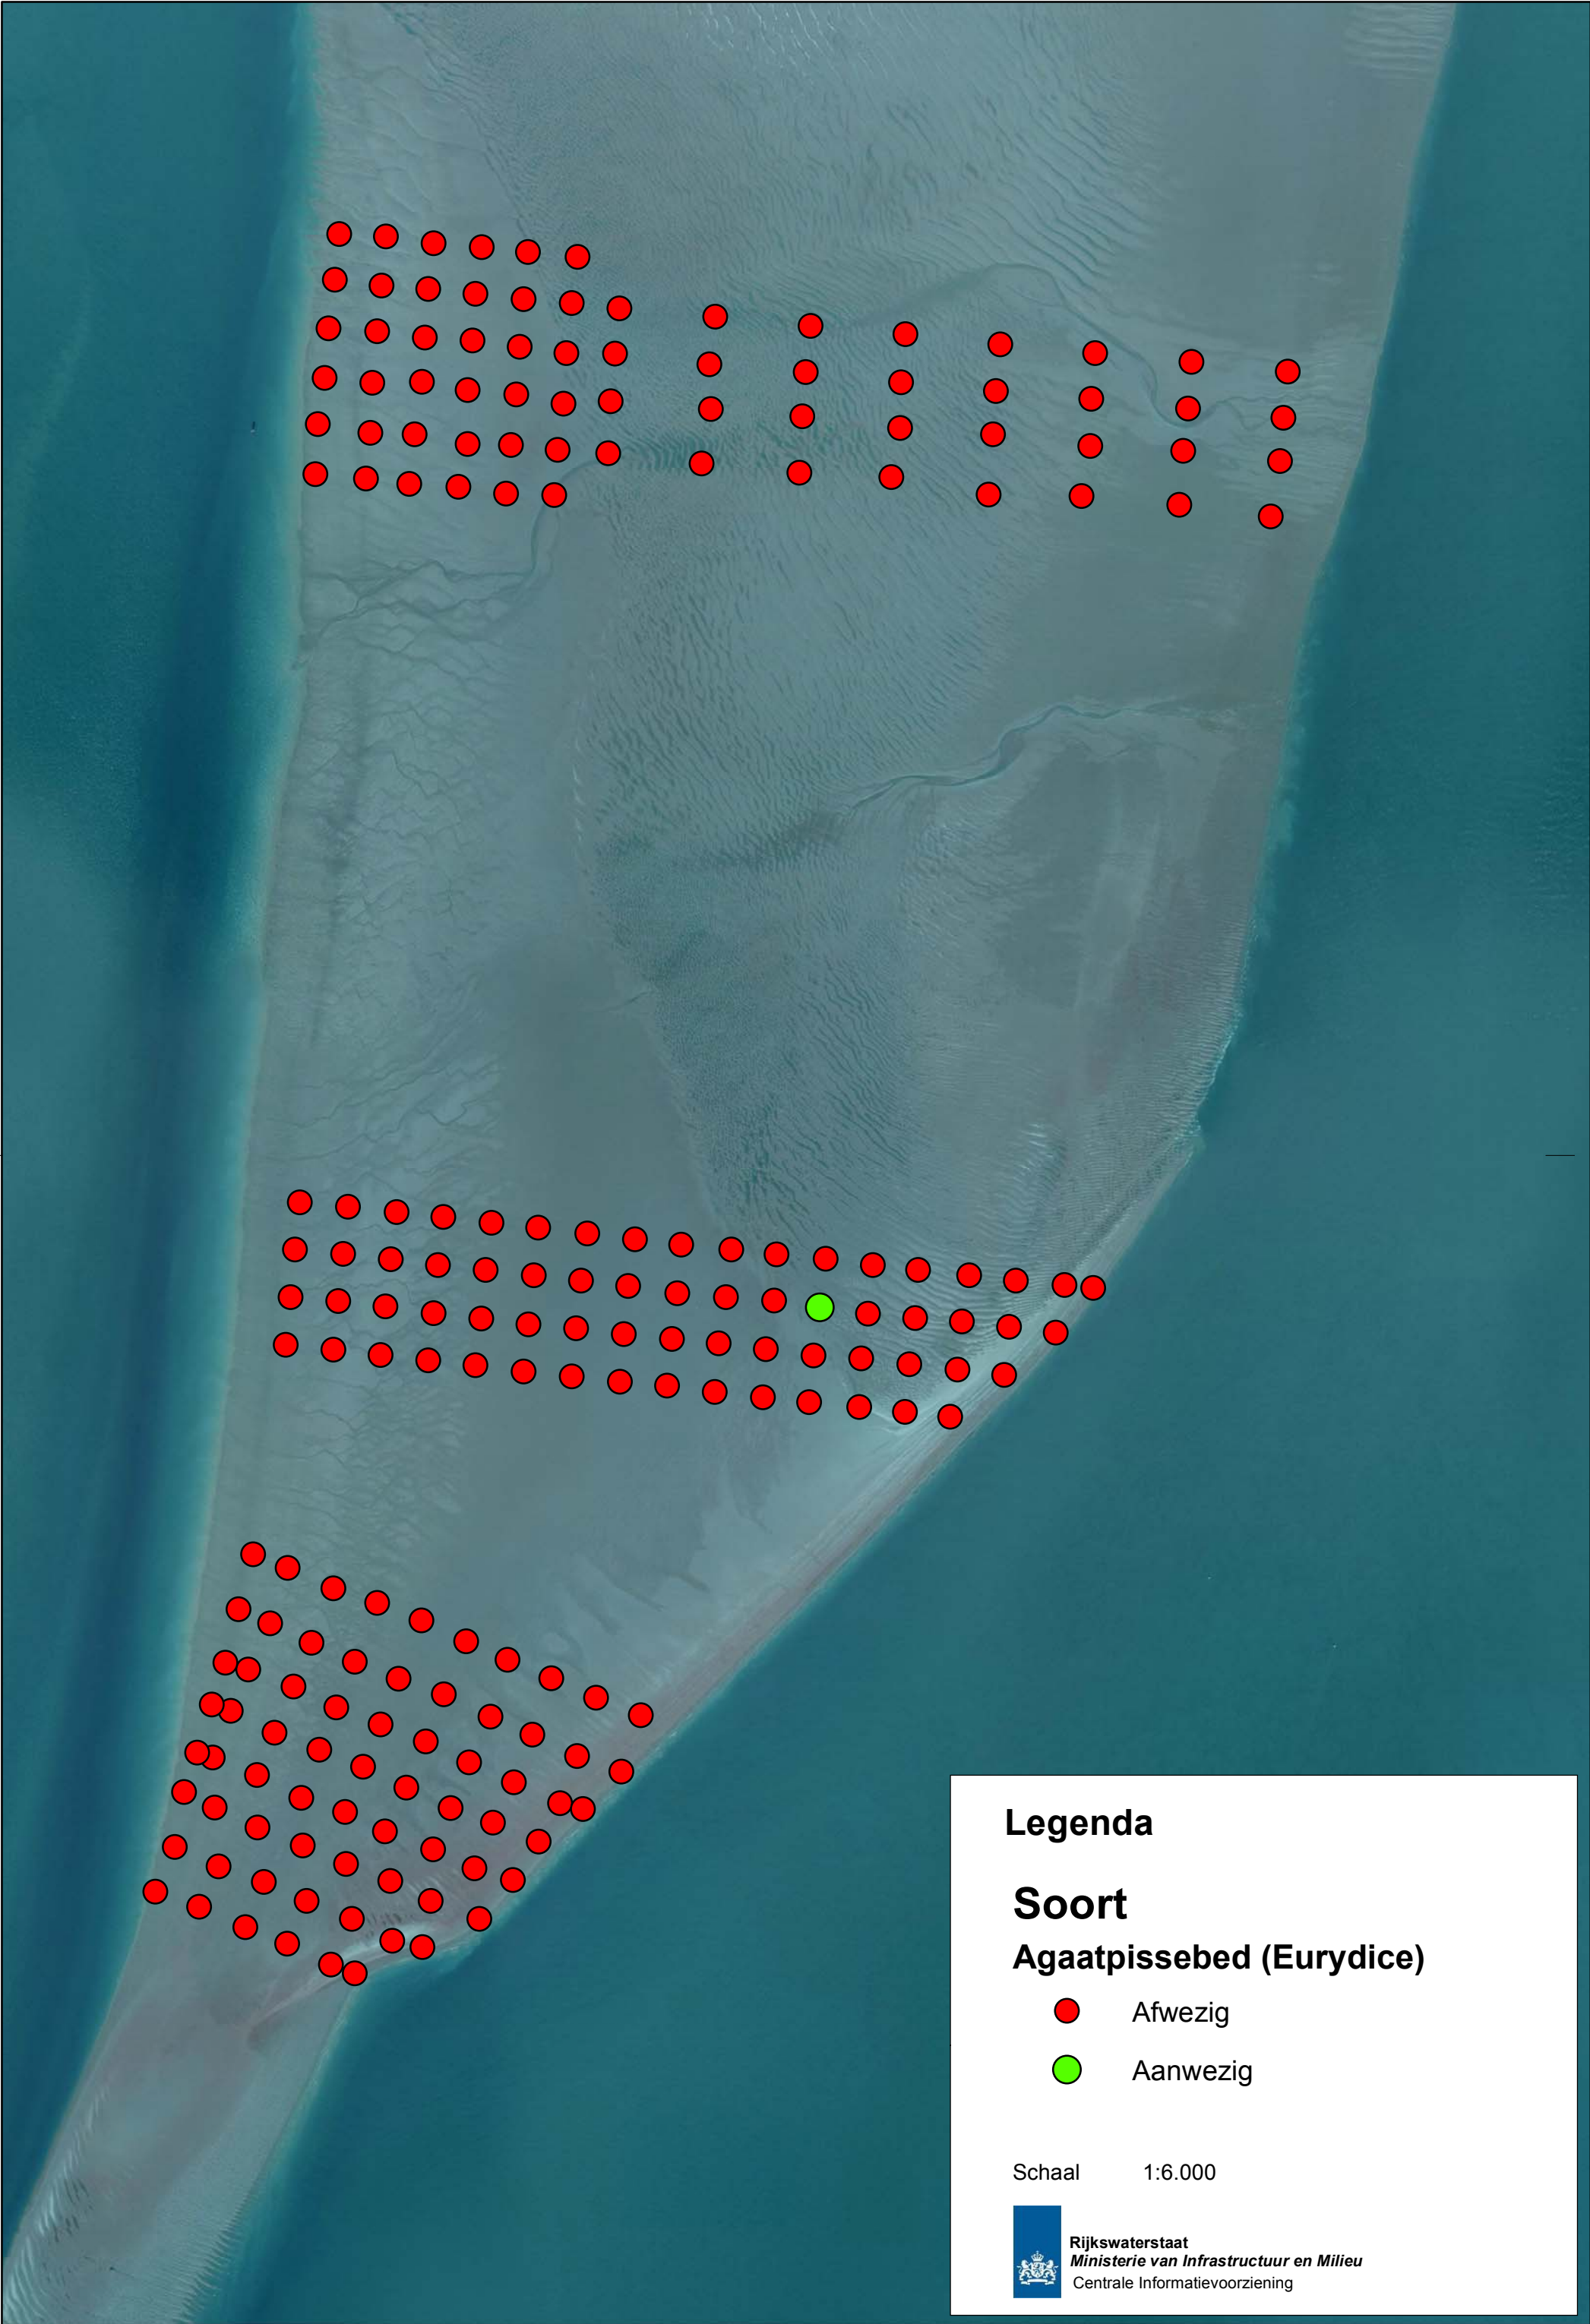 Legenda
Soort
Agaatpissebed (Eurydice)
Afwezig
Aanwezig
Schaal 1:6.000
Rijkswaterstaat
Ministerie van Infrastructuur en Milieu
Centrale Informatievoorziening